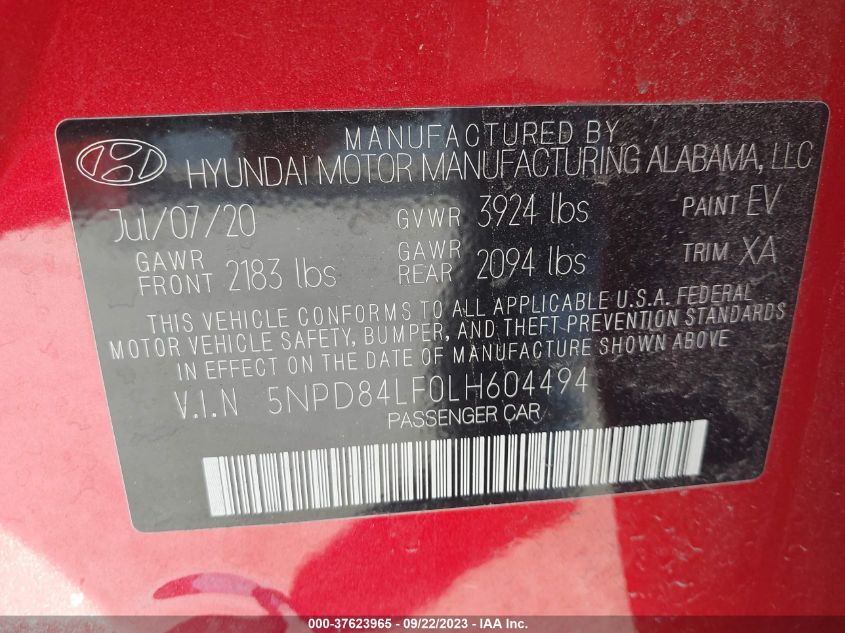 MANUFACTURED BY
HYUNDAI MOTOR MANUFACTURING ALABAMA, LLC
Jul/07/20 GVWR 3924 lbs PAINT EV
GAWR FRONT 2183 lbs GAWR REAR 2094 lbs TRIM XA
THIS VEHICLE CONFORMS TO ALL APPLICABLE U.S.A. FEDERAL
MOTOR VEHICLE SAFETY, BUMPER, AND THEFT PREVENTION STANDARDS
IN EFFECT ON THE DATE OF MANUFACTURE SHOWN ABOVE.
V.I.N 5NPD84LF0LH604494
PASSENGER CAR
000-37623965 - 09/22/2023 - IAA Inc.